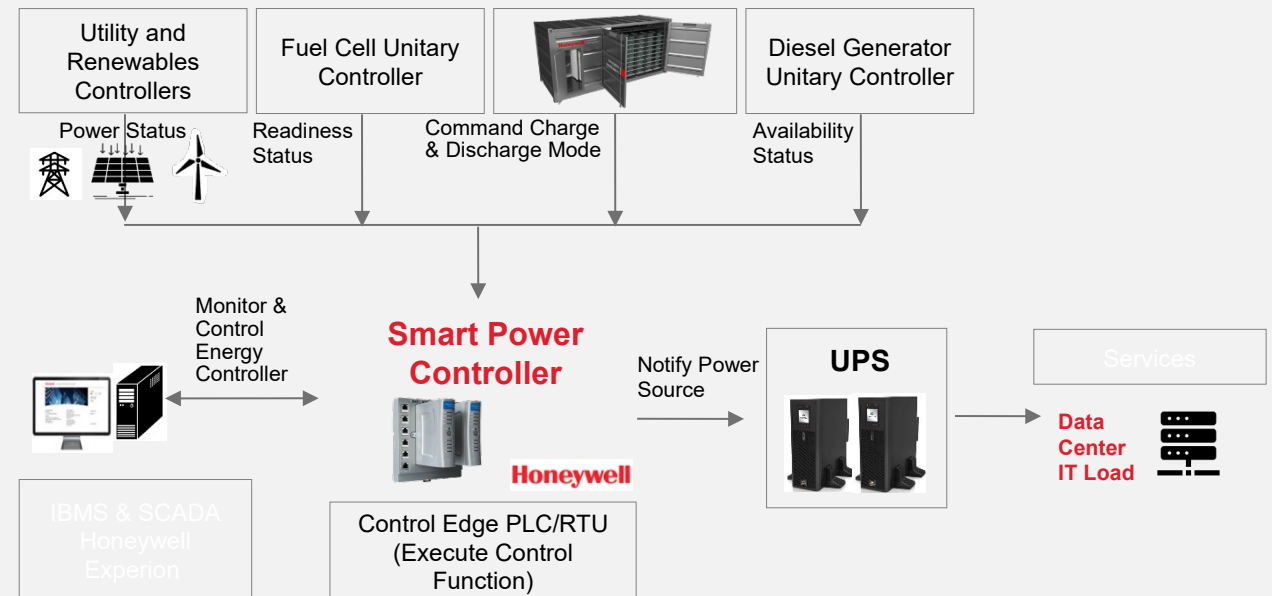 Utility and
Renewables
Controllers
Fuel Cell Unitary
Controller
Honeywell
Diesel Generator
Unitary Controller
Power Status
Readiness
Status
Command Charge
& Discharge Mode
Availability
Status
Monitor &
Control
Energy
Controller
Smart Power
Controller
Notify Power
Source
UPS
Services
Data
Center
IT Load
Honeywell
IBMS & SCADA
Honeywell
Experion
Control Edge PLC/RTU
(Execute Control
Function)